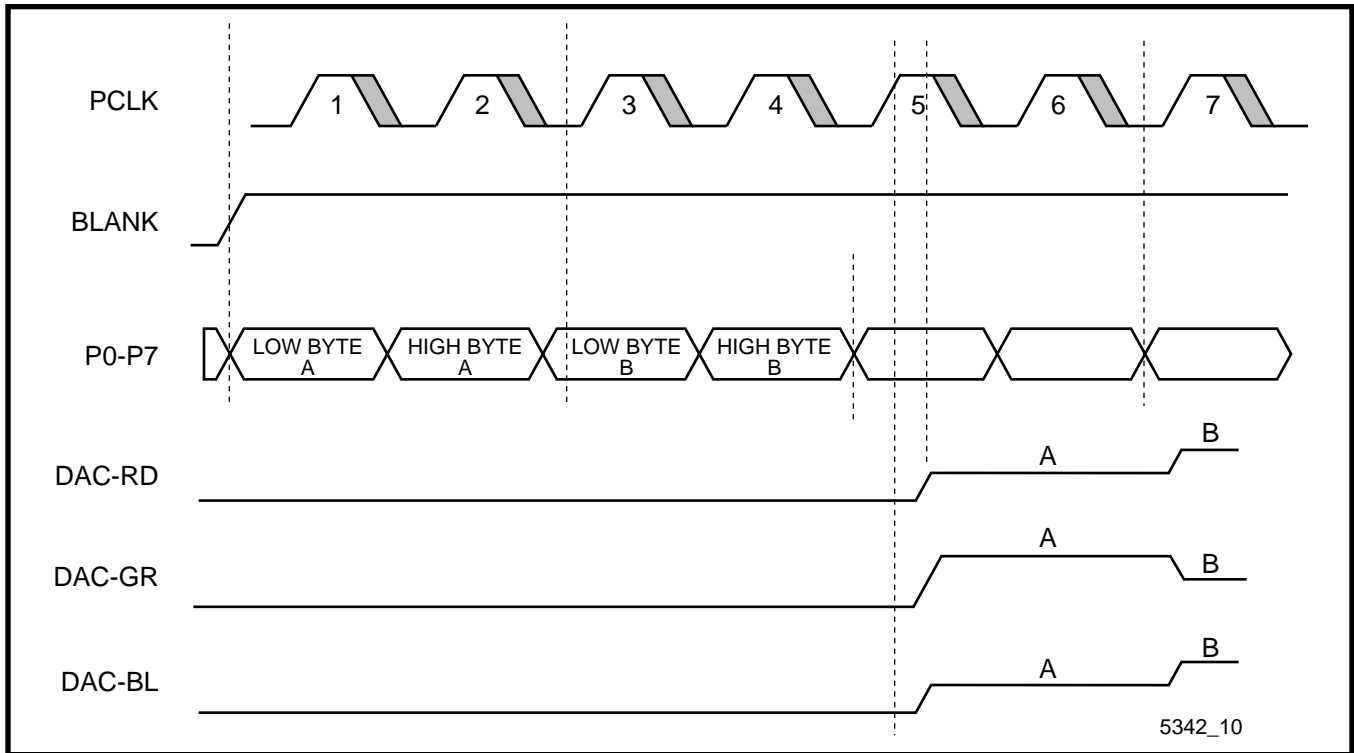 PCLK
1 2 3 4 5 6 7
BLANK
P0-P7
LOW BYTE A
HIGH BYTE A
LOW BYTE B
HIGH BYTE B
DAC-RD
A
B
DAC-GR
A
B
DAC-BL
A
B
5342_10